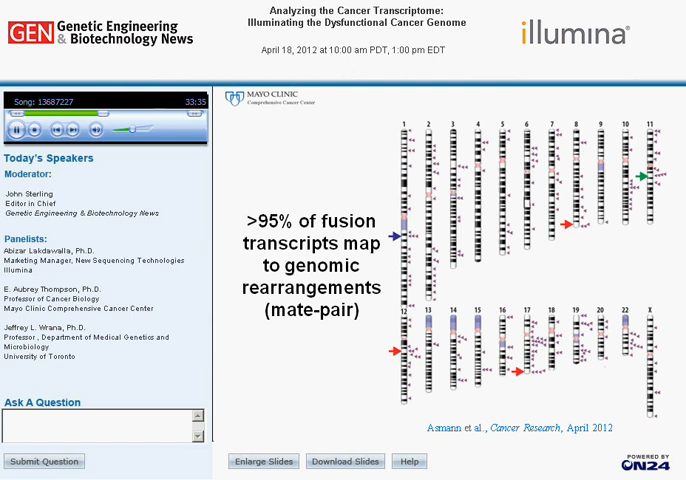 GEN Genetic Engineering
& Biotechnology News
Analyzing the Cancer Transcriptome:
Illuminating the Dysfunctional Cancer Genome
April 18, 2012 at 10:00 am PDT, 1:00 pm EDT
illumina®
Song: 13687227 33:35
Today's Speakers
Moderator:
John Sterling
Editor in Chief
Genetic Engineering & Biotechnology News
Panelists:
Abizar Lakdawalla, Ph.D.
Marketing Manager, New Sequencing Technologies
Illumina
E. Aubrey Thompson, Ph.D.
Professor of Cancer Biology
Mayo Clinic Comprehensive Cancer Center
Jeffrey L. Wrana, Ph.D.
Professor , Department of Medical Genetics and
Microbiology
University of Toronto
Ask A Question
Submit Question
MAYO CLINIC
Comprehensive Cancer Center
>95% of fusion
transcripts map
to genomic
rearrangements
(mate-pair)
1 2 3 4 5 6 7 8 9 10 11
12 13 14 15 16 17 18 19 20 22 X
Asmann et al., Cancer Research, April 2012
Enlarge Slides
Download Slides
Help
POWERED BY
ON24